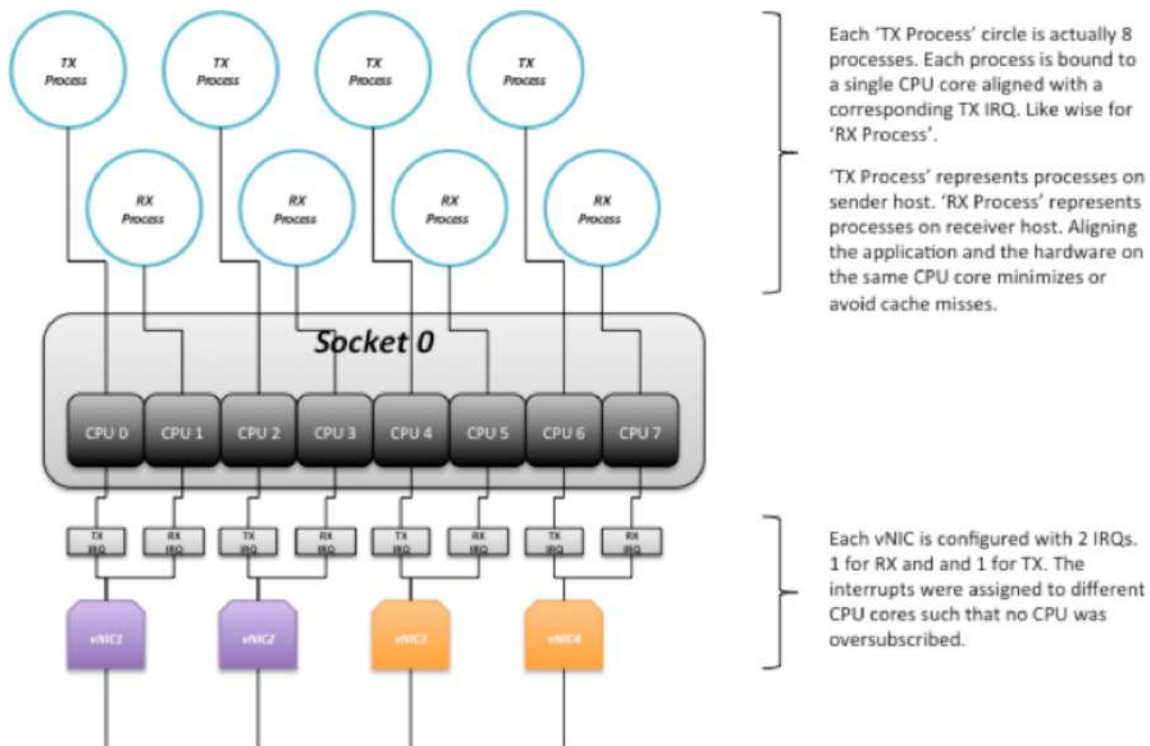 TX
Process
TX
Process
TX
Process
TX
Process
RX
Process
RX
Process
RX
Process
RX
Process
Each 'TX Process' circle is actually 8
processes. Each process is bound to
a single CPU core aligned with a
corresponding TX IRQ. Like wise for
'RX Process'.
'TX Process' represents processes on
sender host. 'RX Process' represents
processes on receiver host. Aligning
the application and the hardware on
the same CPU core minimizes or
avoid cache misses.
Socket 0
CPU 0
CPU 1
CPU 2
CPU 3
CPU 4
CPU 5
CPU 6
CPU 7
TX
IRQ
RX
IRQ
TX
IRQ
RX
IRQ
TX
IRQ
RX
IRQ
TX
IRQ
RX
IRQ
vNIC1
vNIC2
vNIC3
vNIC4
Each vNIC is configured with 2 IRQs.
1 for RX and and 1 for TX. The
interrupts were assigned to different
CPU cores such that no CPU was
oversubscribed.